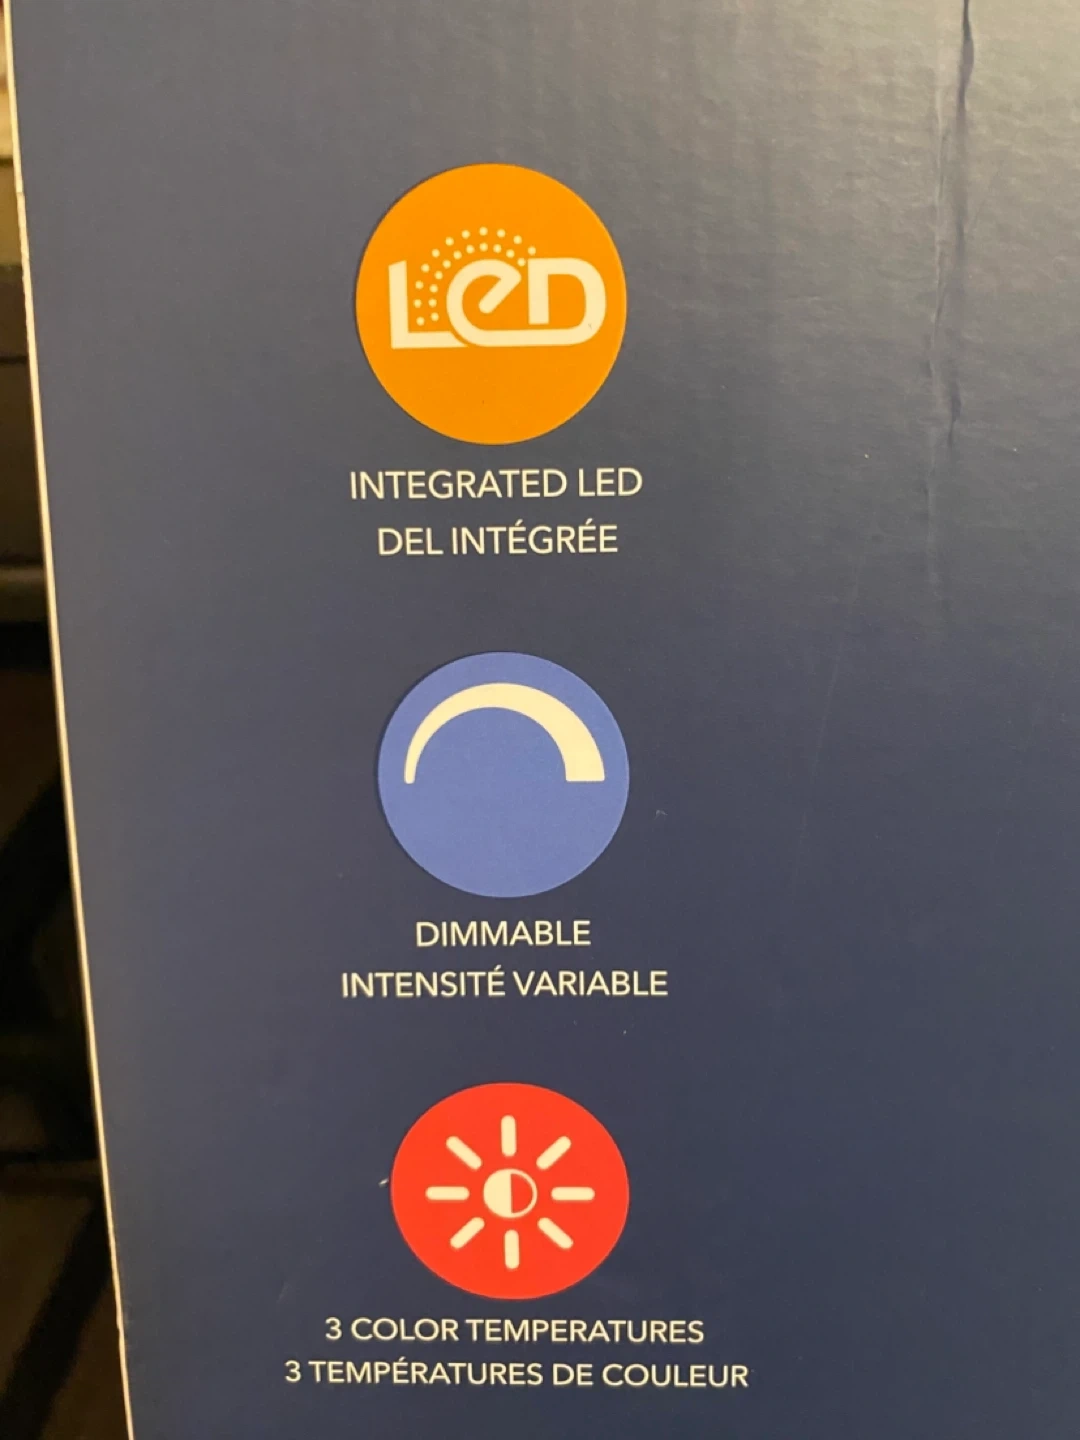 LED
INTEGRATED LED
DEL INTÉGRÉE
DIMMABLE
INTENSITÉ VARIABLE
3 COLOR TEMPERATURES
3 TEMPÉRATURES DE COULEUR